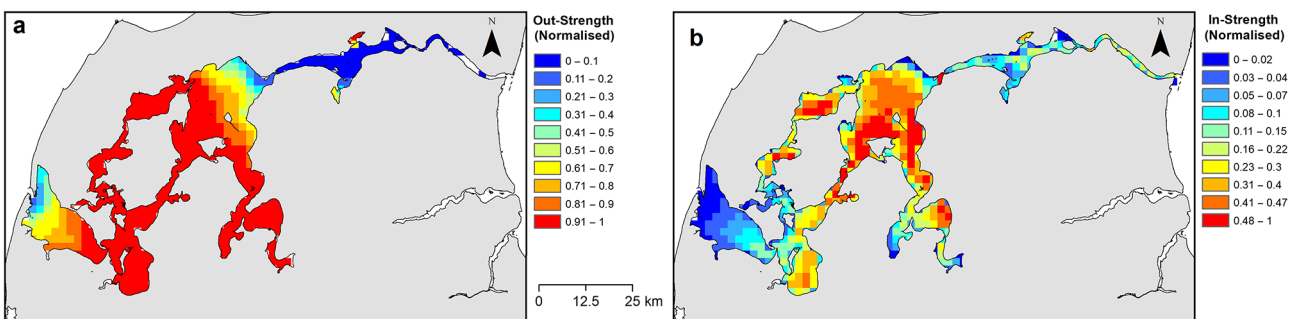 a
N
Out-Strength
(Normalised)
0 – 0.1
0.11 – 0.2
0.21 – 0.3
0.31 – 0.4
0.41 – 0.5
0.51 – 0.6
0.61 – 0.7
0.71 – 0.8
0.81 – 0.9
0.91 – 1
0 12.5 25 km
b
N
In-Strength
(Normalised)
0 – 0.02
0.03 – 0.04
0.05 – 0.07
0.08 – 0.1
0.11 – 0.15
0.16 – 0.22
0.23 – 0.3
0.31 – 0.4
0.41 – 0.47
0.48 – 1